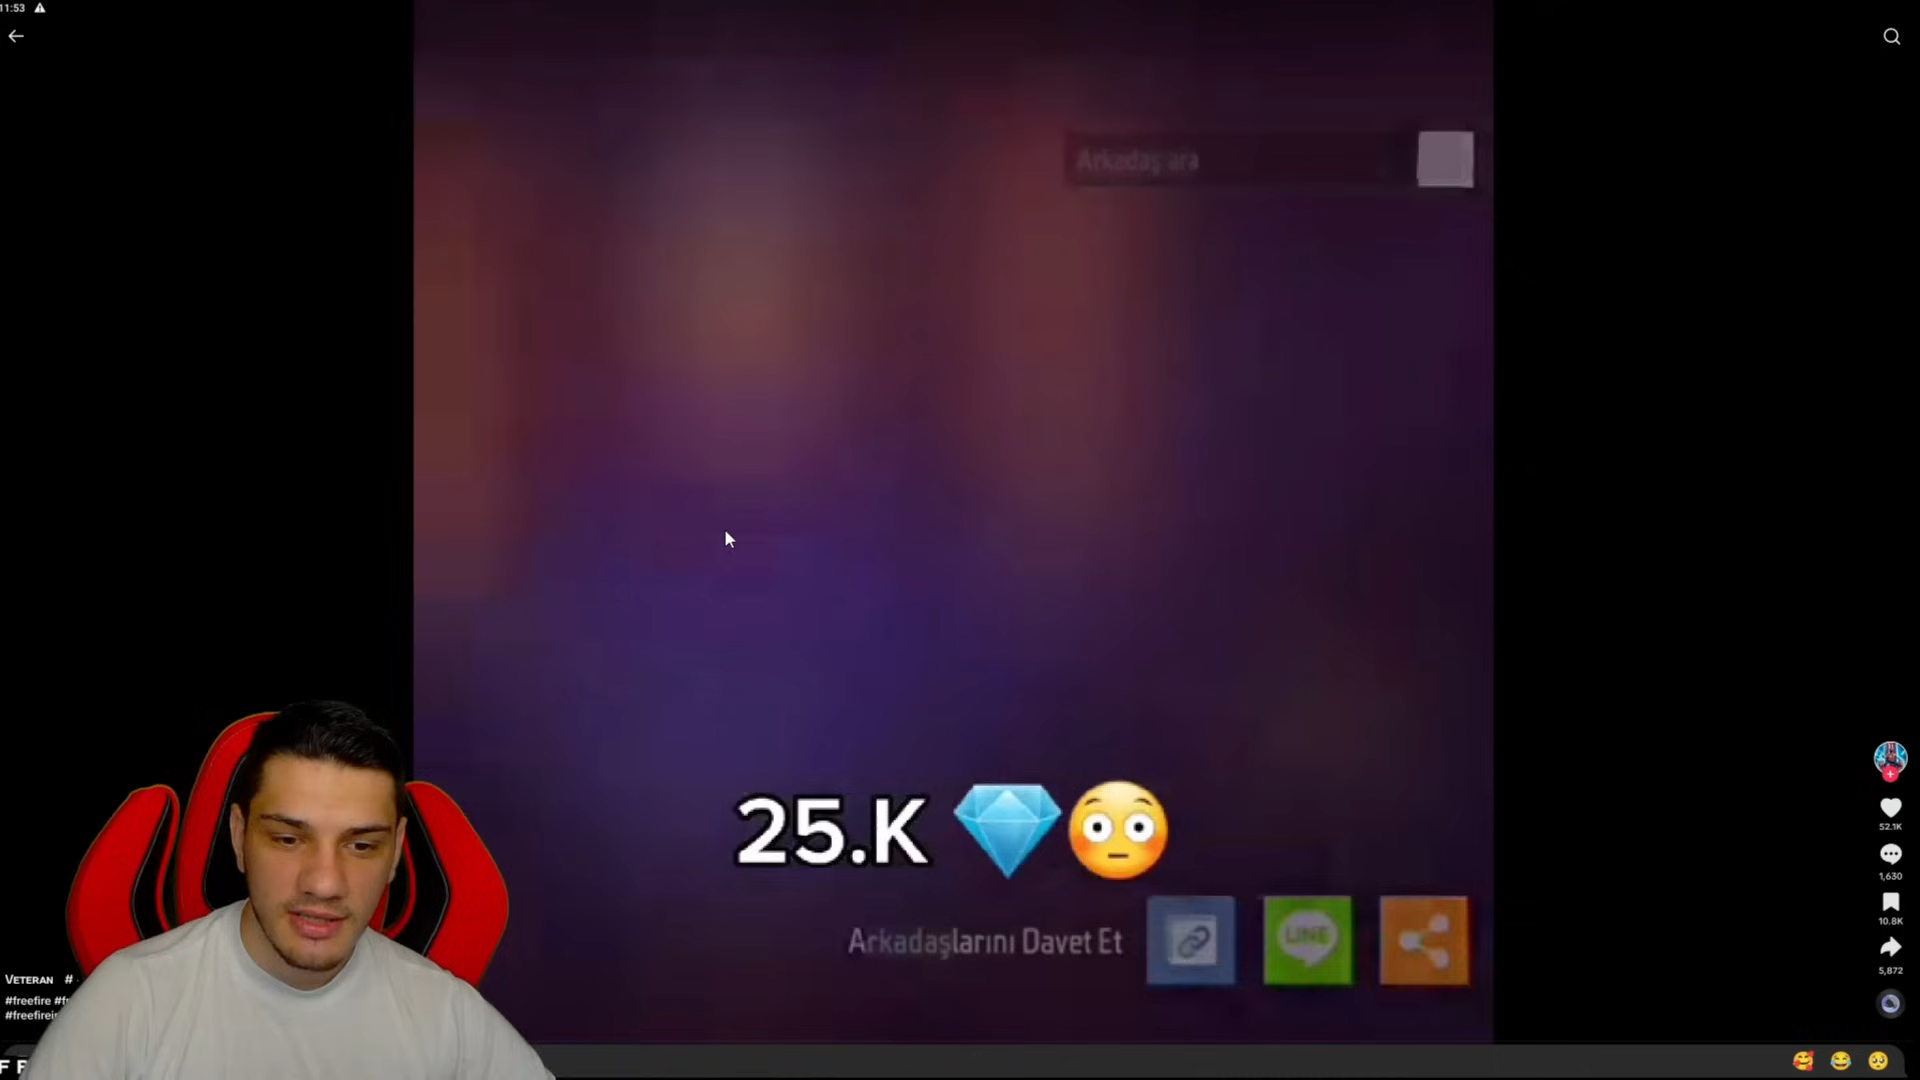 11:53
Arkadaş ara
25.K
Arkadaşlarını Davet Et
LINE
52.1K
1,630
10.8K
5,872
VETERAN #
#freefire #f
#freefirei